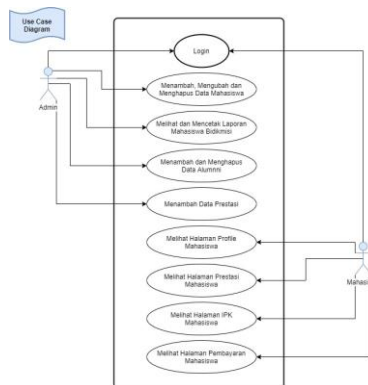 Use Case
Diagram
Login
Admin
Menambah, Mengubah dan
Menghapus Data Mahasiswa
Melihat dan Mencetak Laporan
Mahasiswa Bidikmisi
Menambah dan Menghapus
Data Alumni
Menambah Data Prestasi
Melihat Halaman Profile
Mahasiswa
Mahasi
Melihat Halaman Prestasi
Mahasiswa
Melihat Halaman IPK
Mahasiswa
Melihat Halaman Pembayaran
Mahasiswa